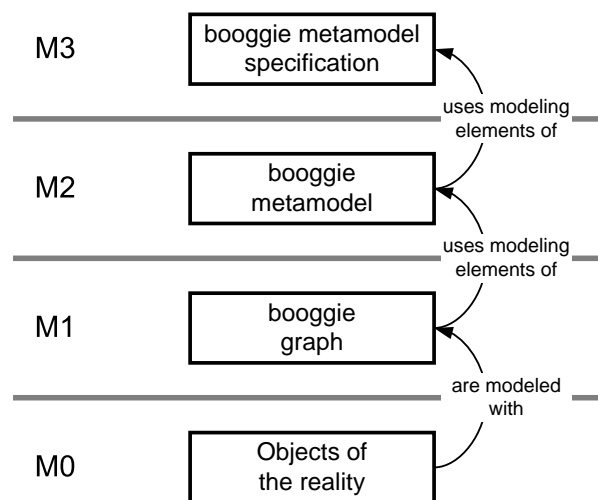 M3
booggie metamodel
specification
uses modeling
elements of
M2
booggie
metamodel
uses modeling
elements of
M1
booggie
graph
are modeled
with
M0
Objects of
the reality